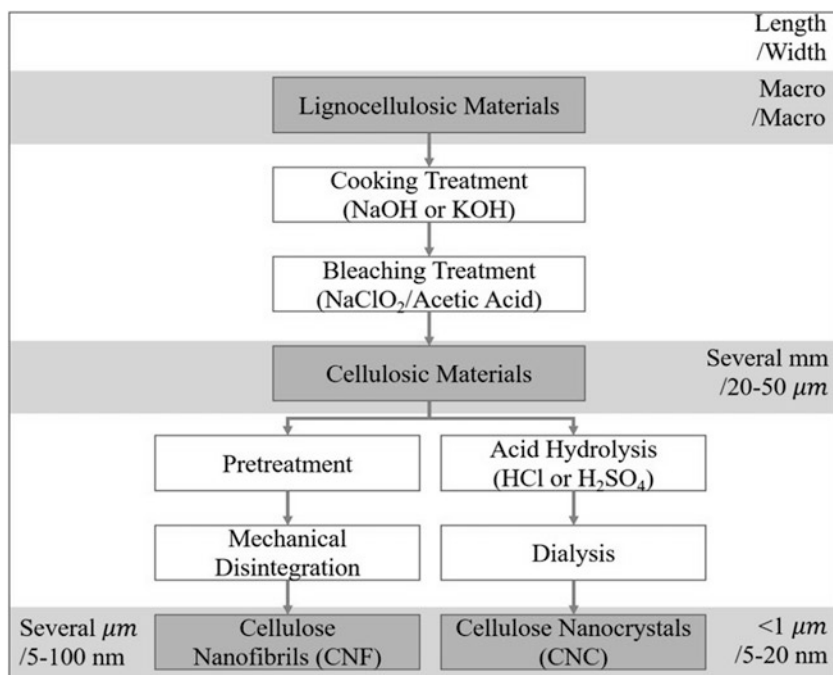 Length
/Width
Lignocellulosic Materials
Macro
/Macro
Cooking Treatment
(NaOH or KOH)
Bleaching Treatment
(NaClO₂/Acetic Acid)
Cellulosic Materials
Several mm
/20-50 μm
Pretreatment
Acid Hydrolysis
(HCl or H₂SO₄)
Mechanical
Disintegration
Dialysis
Several μm
/5-100 nm
Cellulose
Nanofibrils (CNF)
Cellulose Nanocrystals
(CNC)
<1 μm
/5-20 nm